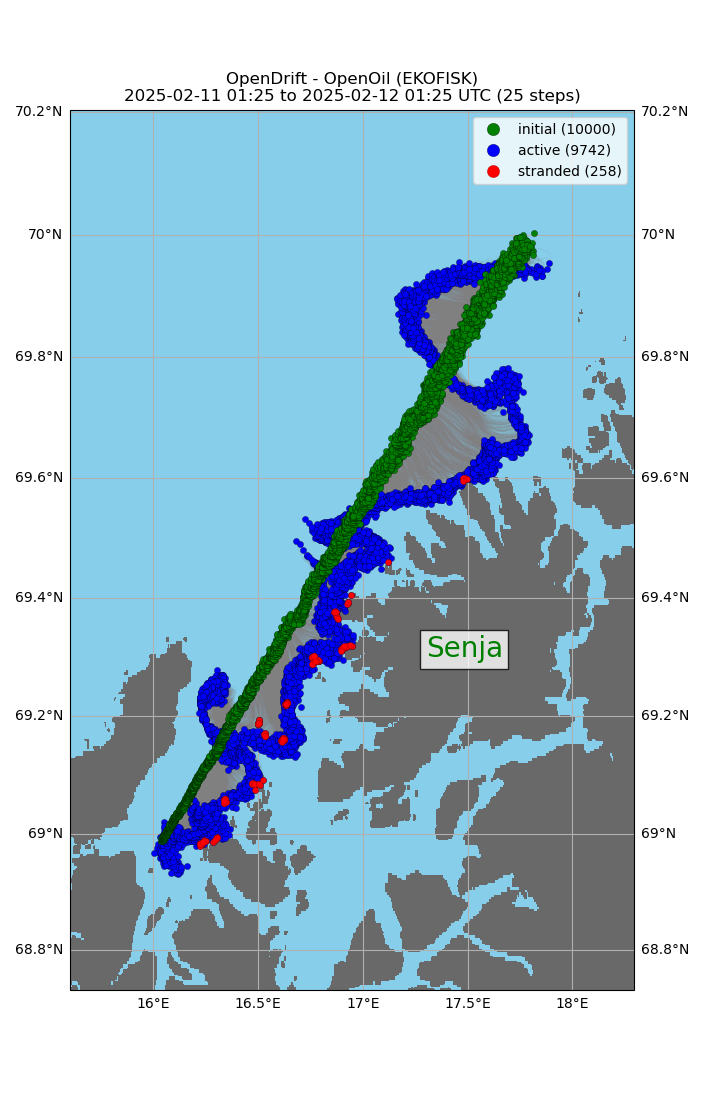 OpenDrift - OpenOil (EKOFISK)
2025-02-11 01:25 to 2025-02-12 01:25 UTC (25 steps)
70.2°N 70.2°N
initial (10000)
active (9742)
stranded (258)
70°N 70°N
69.8°N 69.8°N
69.6°N 69.6°N
69.4°N 69.4°N
Senja
69.2°N 69.2°N
69°N 69°N
68.8°N 68.8°N
16°E 16.5°E 17°E 17.5°E 18°E